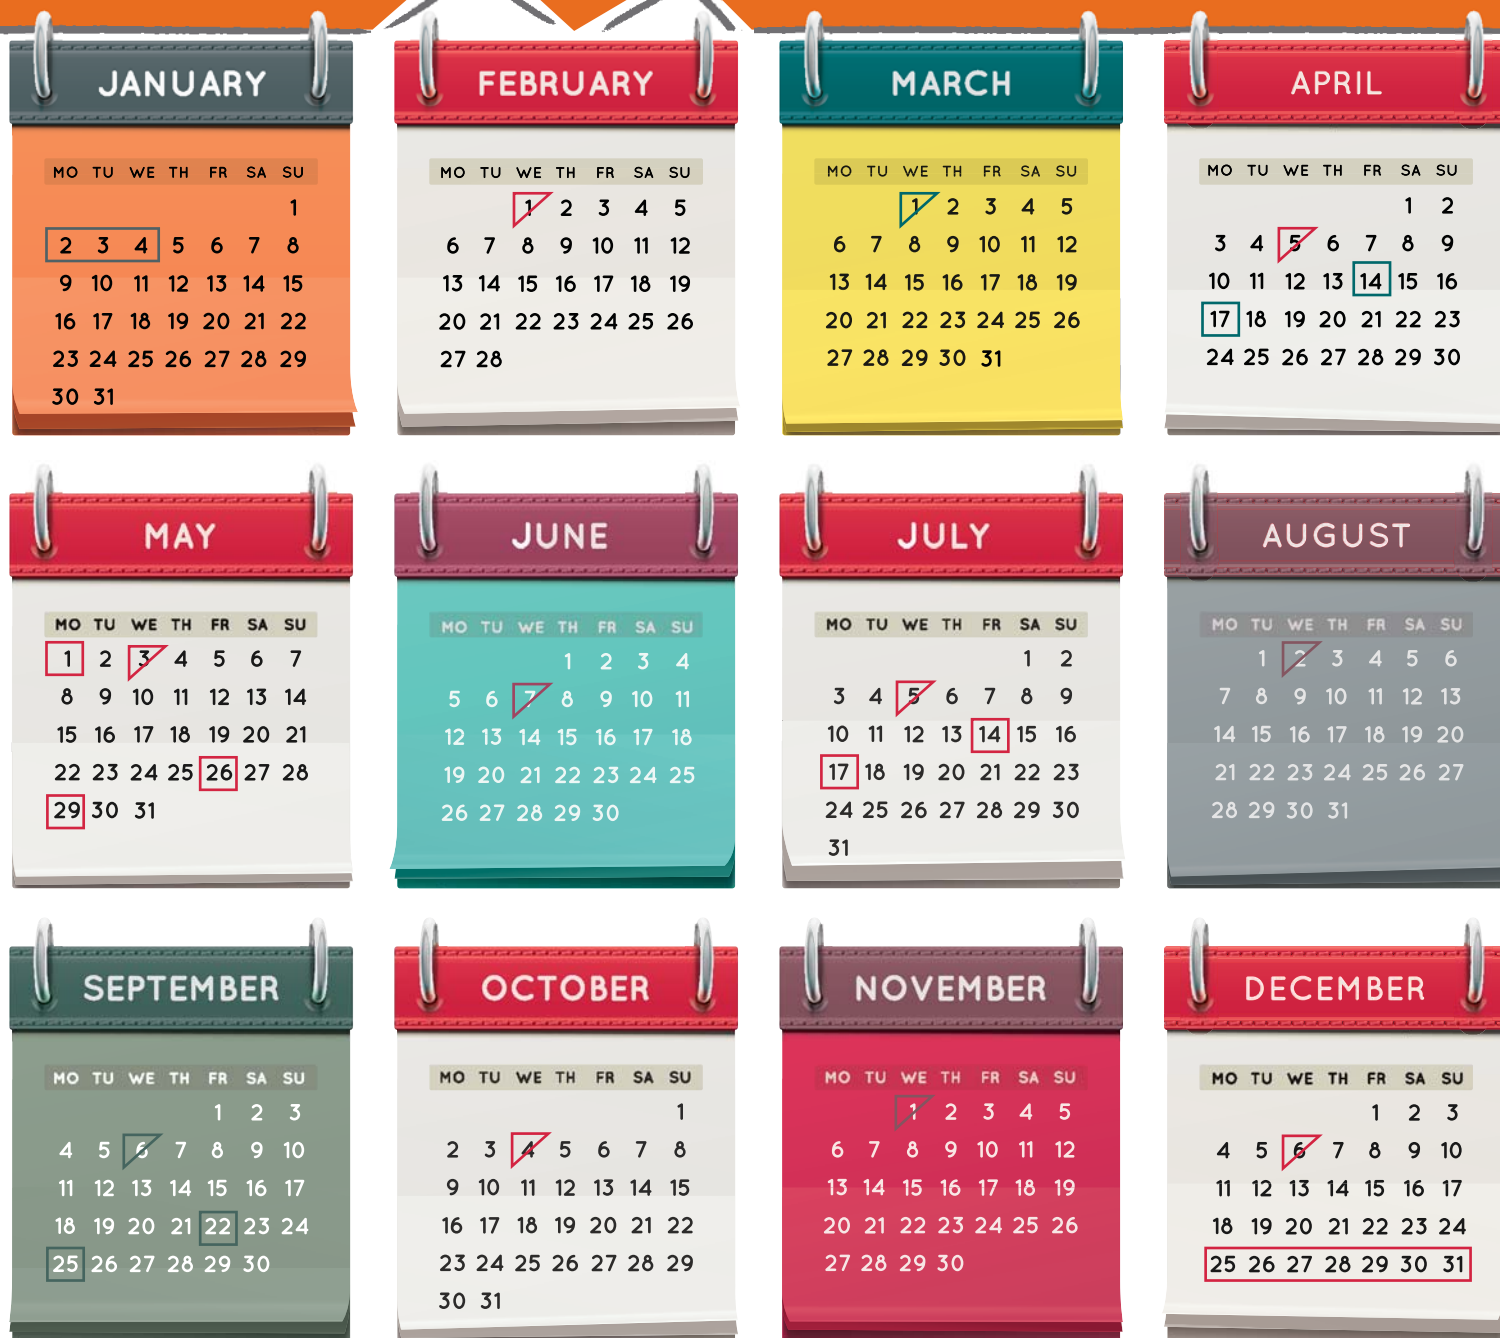 JANUARY
MO TU WE TH FR SA SU
1
2 3 4 5 6 7 8
9 10 11 12 13 14 15
16 17 18 19 20 21 22
23 24 25 26 27 28 29
30 31
FEBRUARY
MO TU WE TH FR SA SU
1 2 3 4 5
6 7 8 9 10 11 12
13 14 15 16 17 18 19
20 21 22 23 24 25 26
27 28
MARCH
MO TU WE TH FR SA SU
1 2 3 4 5
6 7 8 9 10 11 12
13 14 15 16 17 18 19
20 21 22 23 24 25 26
27 28 29 30 31
APRIL
MO TU WE TH FR SA SU
1 2
3 4 5 6 7 8 9
10 11 12 13 14 15 16
17 18 19 20 21 22 23
24 25 26 27 28 29 30
MAY
MO TU WE TH FR SA SU
1 2 3 4 5 6 7
8 9 10 11 12 13 14
15 16 17 18 19 20 21
22 23 24 25 26 27 28
29 30 31
JUNE
MO TU WE TH FR SA SU
1 2 3 4
5 6 7 8 9 10 11
12 13 14 15 16 17 18
19 20 21 22 23 24 25
26 27 28 29 30
JULY
MO TU WE TH FR SA SU
1 2
3 4 5 6 7 8 9
10 11 12 13 14 15 16
17 18 19 20 21 22 23
24 25 26 27 28 29 30
31
AUGUST
MO TU WE TH FR SA SU
1 2 3 4 5 6
7 8 9 10 11 12 13
14 15 16 17 18 19 20
21 22 23 24 25 26 27
28 29 30 31
SEPTEMBER
MO TU WE TH FR SA SU
1 2 3
4 5 6 7 8 9 10
11 12 13 14 15 16 17
18 19 20 21 22 23 24
25 26 27 28 29 30
OCTOBER
MO TU WE TH FR SA SU
1
2 3 4 5 6 7 8
9 10 11 12 13 14 15
16 17 18 19 20 21 22
23 24 25 26 27 28 29
30 31
NOVEMBER
MO TU WE TH FR SA SU
1 2 3 4 5
6 7 8 9 10 11 12
13 14 15 16 17 18 19
20 21 22 23 24 25 26
27 28 29 30
DECEMBER
MO TU WE TH FR SA SU
1 2 3
4 5 6 7 8 9 10
11 12 13 14 15 16 17
18 19 20 21 22 23 24
25 26 27 28 29 30 31